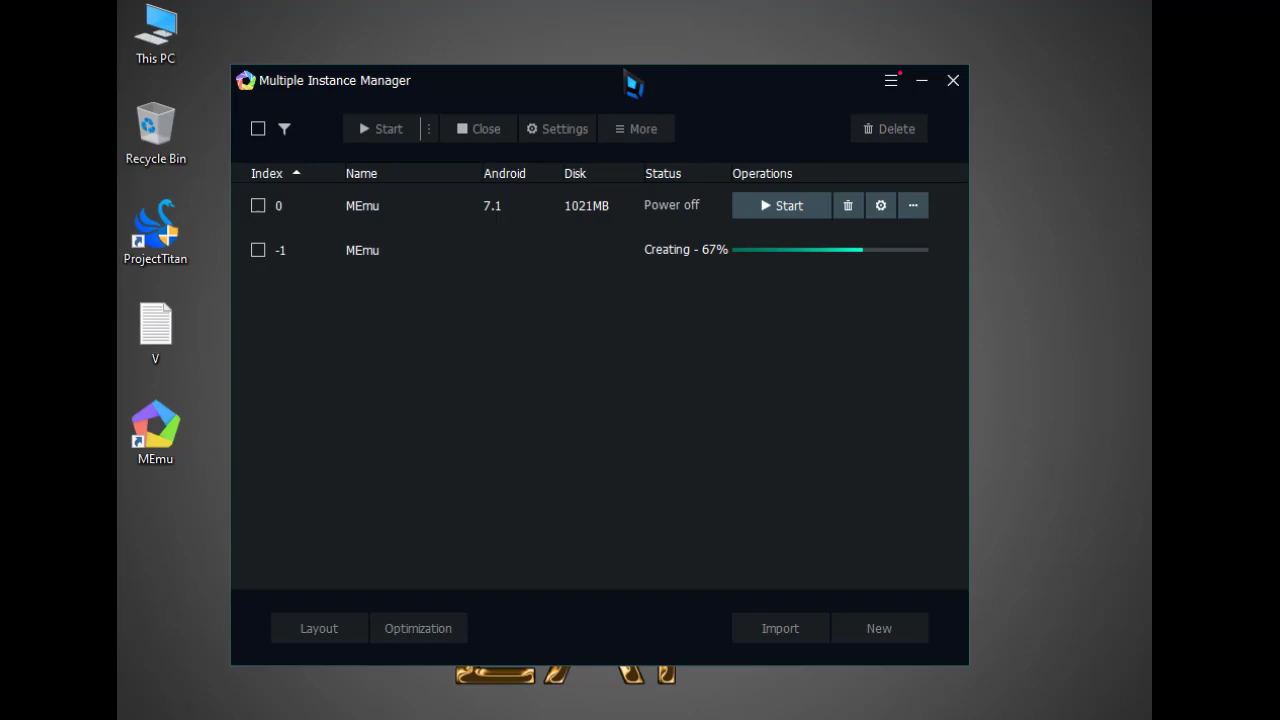 This PC
Recycle Bin
ProjectTitan
V
MEmu
Multiple Instance Manager
Start Close Settings More Delete
Index Name Android Disk Status Operations
0 MEmu 7.1 1021MB Power off Start
-1 MEmu Creating - 67%
Layout Optimization Import New